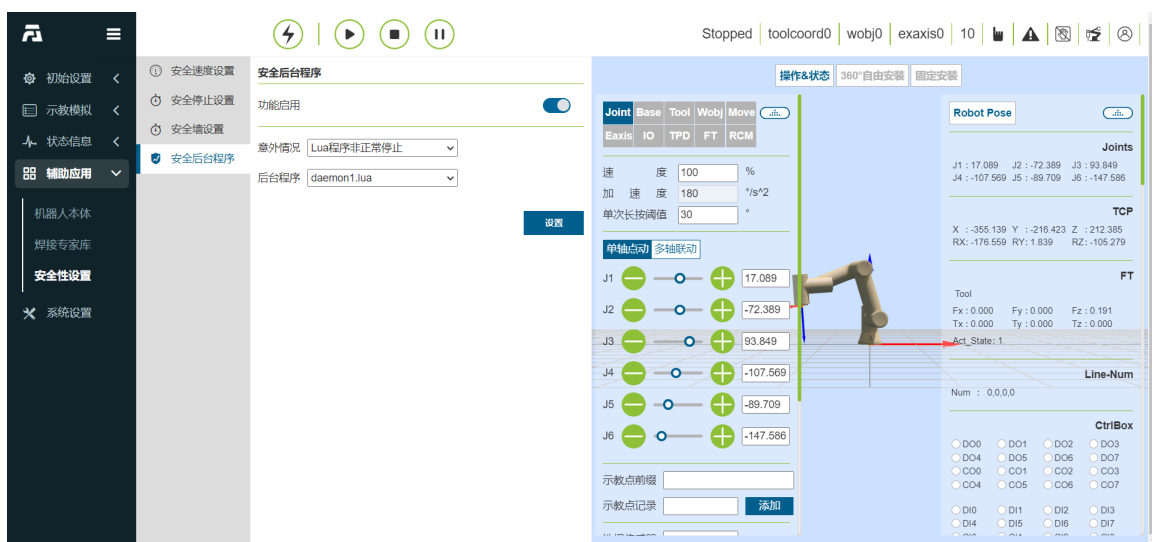 Stopped toolcoord0 wobj0 exaxis0 10
初始设置
示教模拟
状态信息
辅助应用
机器人本体
焊接专家库
安全性设置
系统设置
安全速度设置
安全停止设置
安全墙设置
安全后台程序
安全后台程序
功能启用
意外情况 Lua程序非正常停止
后台程序 daemon1.lua
设置
操作&状态 360°自由安装 固定安装
Joint Base Tool Wobj Move
Eaxis IO TPD FT RCM
速 度 100 %
加 速 度 180 °/s^2
单次长按阈值 30 °
单轴点动 多轴联动
J1 17.089
J2 -72.389
J3 93.849
J4 -107.569
J5 -89.709
J6 -147.586
示教点前缀
示教点记录 添加
Robot Pose
Joints
J1 : 17.089 J2 : -72.389 J3 : 93.849
J4 : -107.569 J5 : -89.709 J6 : -147.586
TCP
X : -355.139 Y : -216.423 Z : 212.385
RX: -176.559 RY: 1.839 RZ: -105.279
FT
Tool
Fx : 0.000 Fy : 0.000 Fz : 0.191
Tx : 0.000 Ty : 0.000 Tz : 0.000
Act_State: 1
Line-Num
Num : 0,0,0,0
CtrlBox
DO0 DO1 DO2 DO3
DO4 DO5 DO6 DO7
CO0 CO1 CO2 CO3
CO4 CO5 CO6 CO7
DI0 DI1 DI2 DI3
DI4 DI5 DI6 DI7